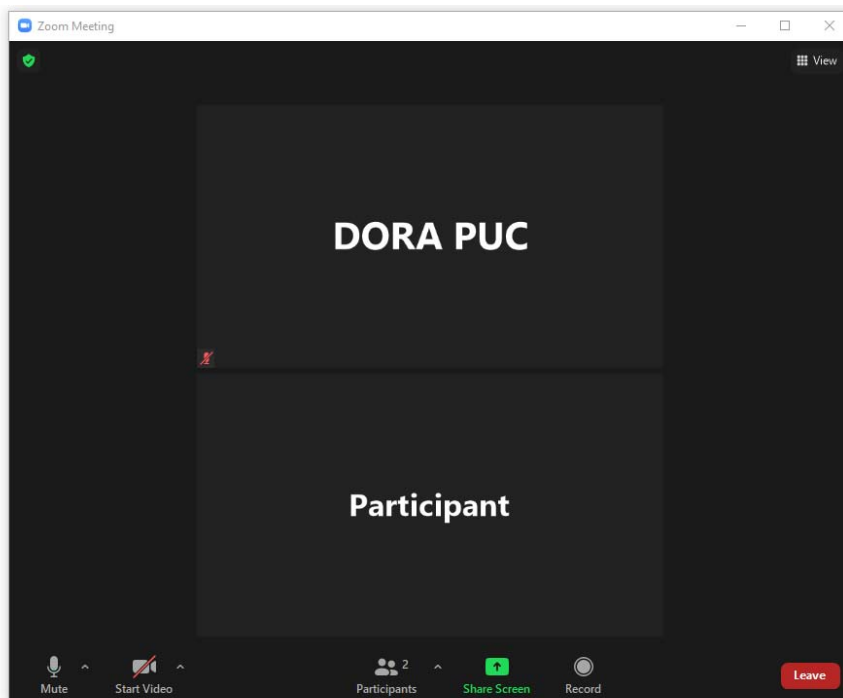 Zoom Meeting
View
DORA PUC
Participant
2
Mute
Start Video
Participants
Share Screen
Record
Leave